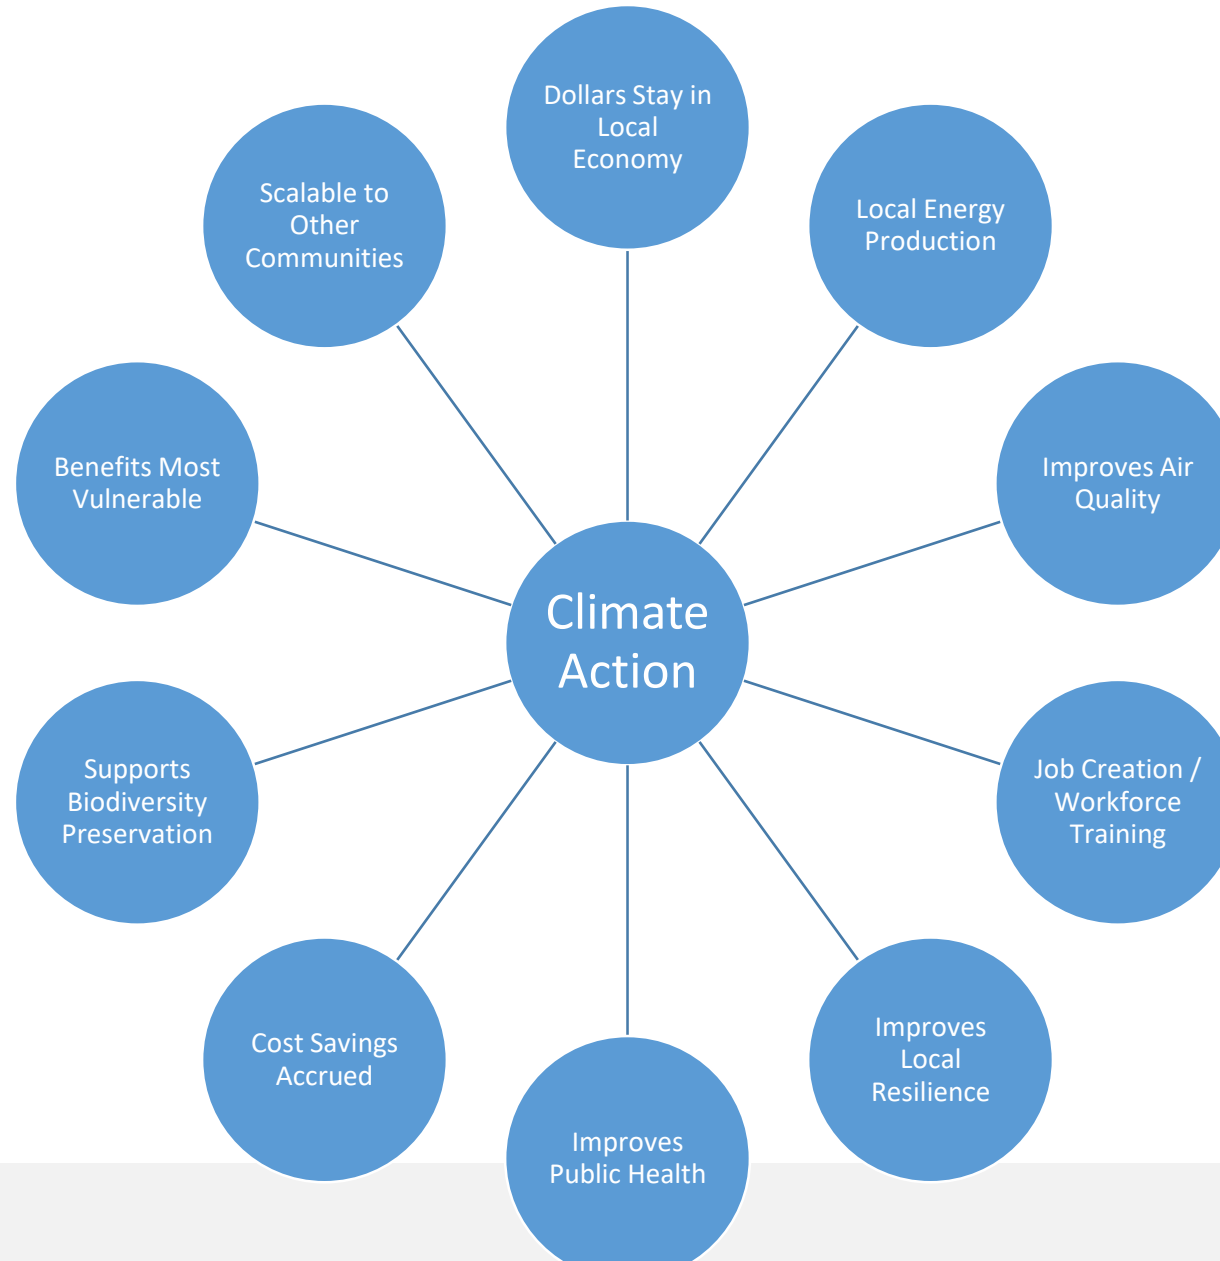 Dollars Stay in
Local
Economy
Local Energy
Production
Improves Air
Quality
Job Creation /
Workforce
Training
Improves
Local
Resilience
Improves
Public Health
Cost Savings
Accrued
Supports
Biodiversity
Preservation
Benefits Most
Vulnerable
Scalable to
Other
Communities
Climate
Action